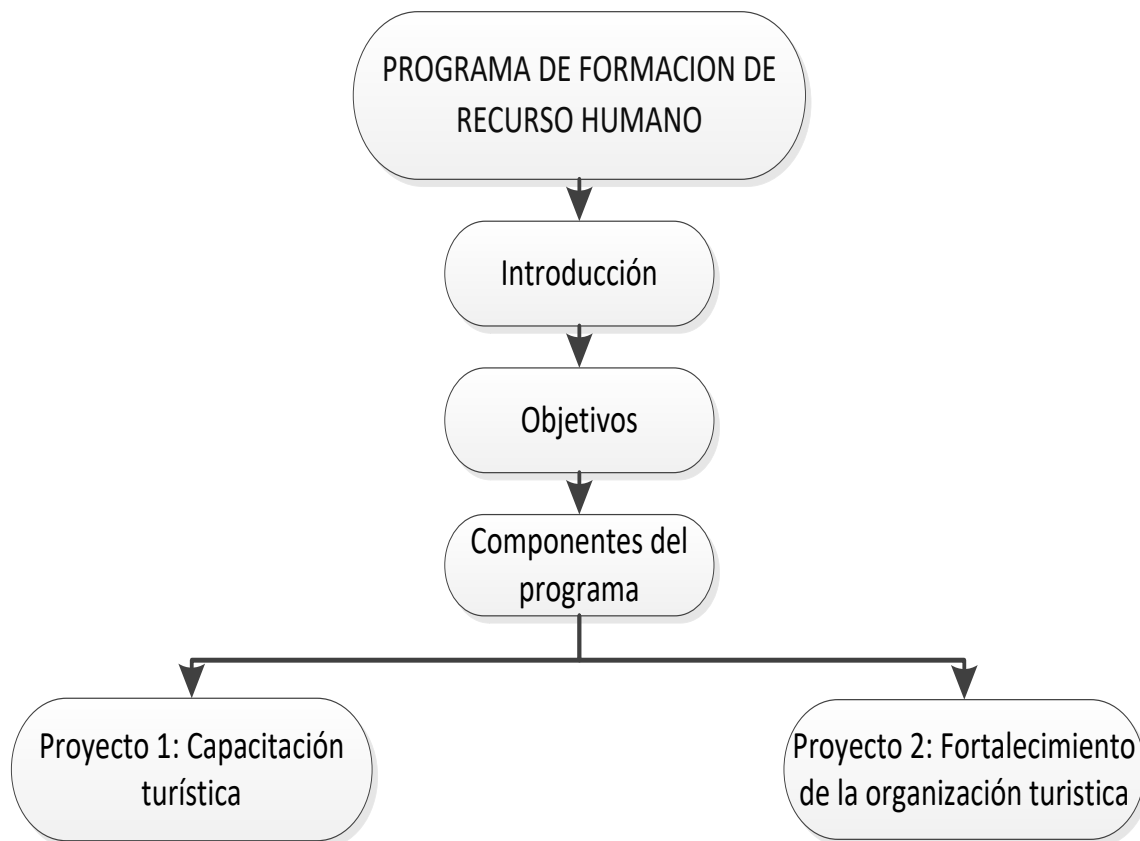 PROGRAMA DE FORMACION DE
RECURSO HUMANO
Introducción
Objetivos
Componentes del
programa
Proyecto 1: Capacitación
turística
Proyecto 2: Fortalecimiento
de la organización turistica